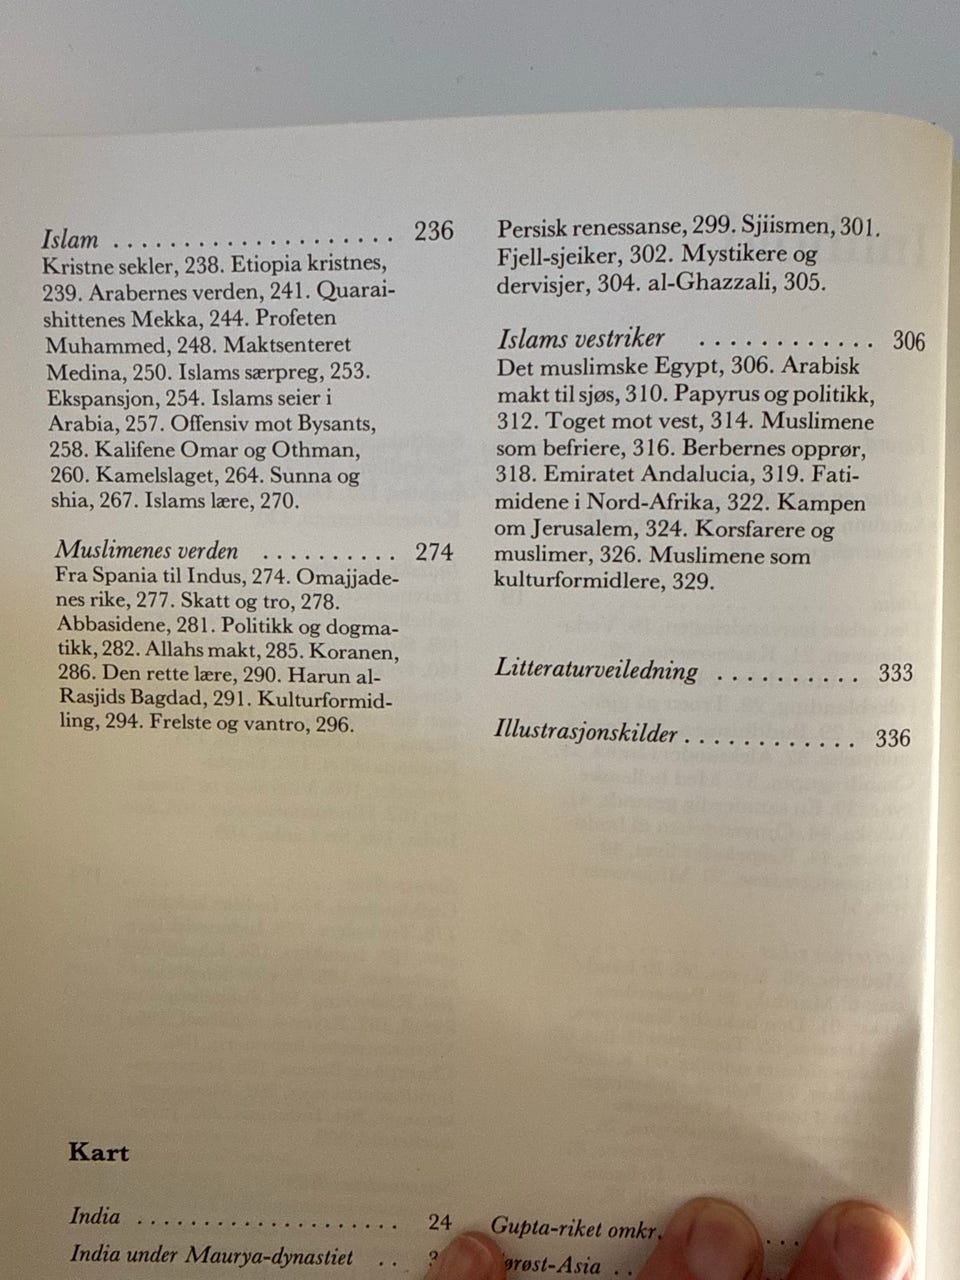 Islam . . . . . . . . . . . . . . . . . . . . 236
Kristne sekler, 238. Etiopia kristnes,
239. Arabernes verden, 241. Quarai-
shittenes Mekka, 244. Profeten
Muhammed, 248. Maktsenteret
Medina, 250. Islams særpreg, 253.
Ekspansjon, 254. Islams seier i
Arabia, 257. Offensiv mot Bysants,
258. Kalifene Omar og Othman,
260. Kamelslaget, 264. Sunna og
shia, 267. Islams lære, 270.
Muslimenes verden . . . . . . . . . . 274
Fra Spania til Indus, 274. Omajjade-
nes rike, 277. Skatt og tro, 278.
Abbasidene, 281. Politikk og dogma-
tikk, 282. Allahs makt, 285. Koranen,
286. Den rette lære, 290. Harun al-
Rasjids Bagdad, 291. Kulturformid-
ling, 294. Frelste og vantro, 296.
Persisk renessanse, 299. Sjiismen, 301.
Fjell-sjeiker, 302. Mystikere og
dervisjer, 304. al-Ghazzali, 305.
Islams vestriker . . . . . . . . . . . . 306
Det muslimske Egypt, 306. Arabisk
makt til sjøs, 310. Papyrus og politikk,
312. Toget mot vest, 314. Muslimene
som befriere, 316. Berbernes opprør,
318. Emiratet Andalucia, 319. Fati-
midene i Nord-Afrika, 322. Kampen
om Jerusalem, 324. Korsfarere og
muslimer, 326. Muslimene som
kulturformidlere, 329.
Litteraturveiledning . . . . . . . . . . 333
Illustrasjonskilder . . . . . . . . . . . . 336
Kart
India . . . . . . . . . . . . . . . . . . . . 24
India under Maurya-dynastiet . .
Gupta-riket omkr. . . .